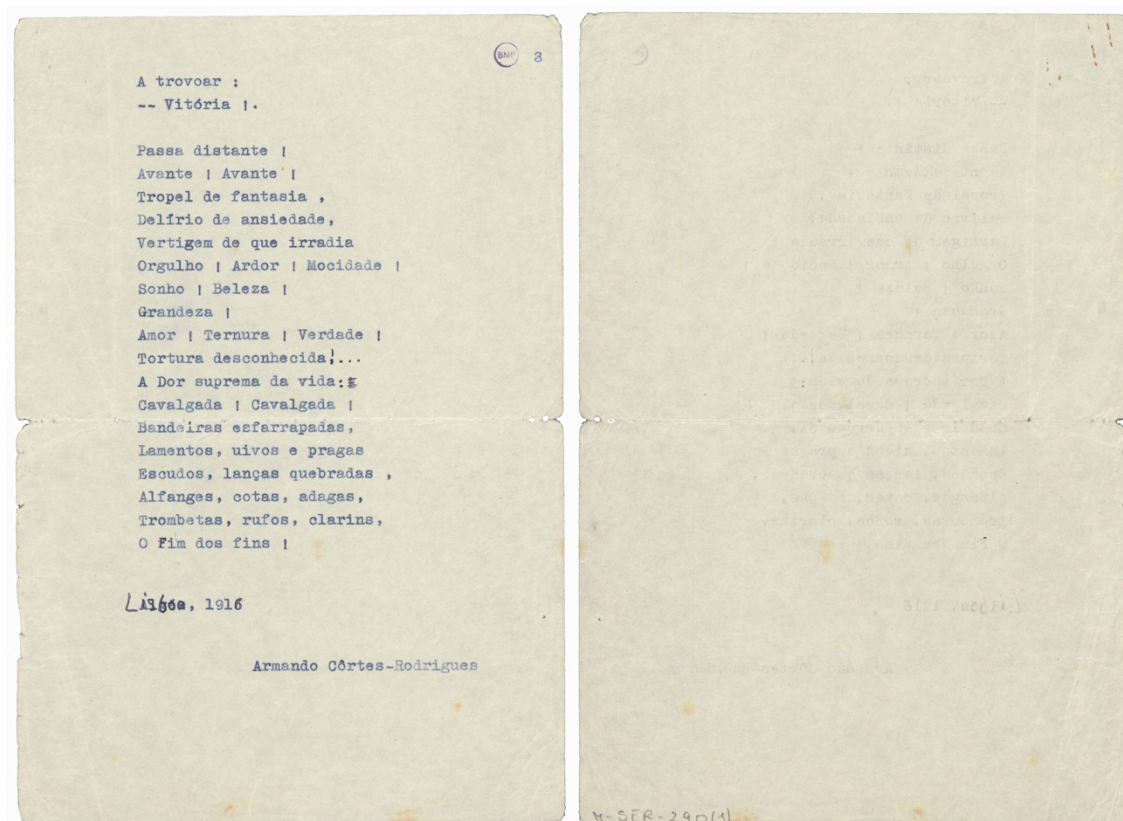 BMP 3
A trovoar :
-- Vitória !.
Passa distante !
Avante ! Avante !
Tropel de fantasia ,
Delírio de ansiedade,
Vertigem de que irradia
Orgulho ! Ardor ! Mocidade !
Sonho ! Beleza !
Grandeza !
Amor ! Ternura ! Verdade !
Tortura desconhecida!...
A Dor suprema da vida:
Cavalgada ! Cavalgada !
Bandeiras esfarrapadas,
Lamentos, uivos e pragas
Escudos, lanças quebradas ,
Alfanges, cotas, adagas,
Trombetas, rufos, clarins,
O Fim dos fins !
Lisboa, 1916
Armando Côrtes-Rodrigues
M-SER-290(1)